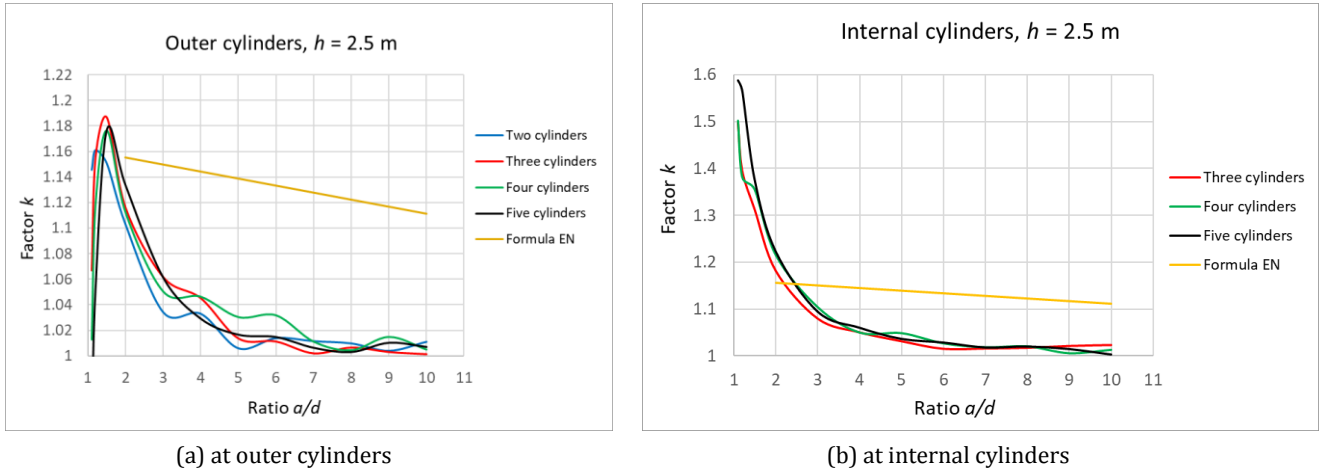 Outer cylinders, h = 2.5 m
Factor k
1.22
1.2
1.18
1.16
1.14
1.12
1.1
1.08
1.06
1.04
1.02
1
1 2 3 4 5 6 7 8 9 10 11
Ratio a/d
Two cylinders
Three cylinders
Four cylinders
Five cylinders
Formula EN
(a) at outer cylinders
Internal cylinders, h = 2.5 m
Factor k
1.6
1.5
1.4
1.3
1.2
1.1
1
1 2 3 4 5 6 7 8 9 10 11
Ratio a/d
Three cylinders
Four cylinders
Five cylinders
Formula EN
(b) at internal cylinders